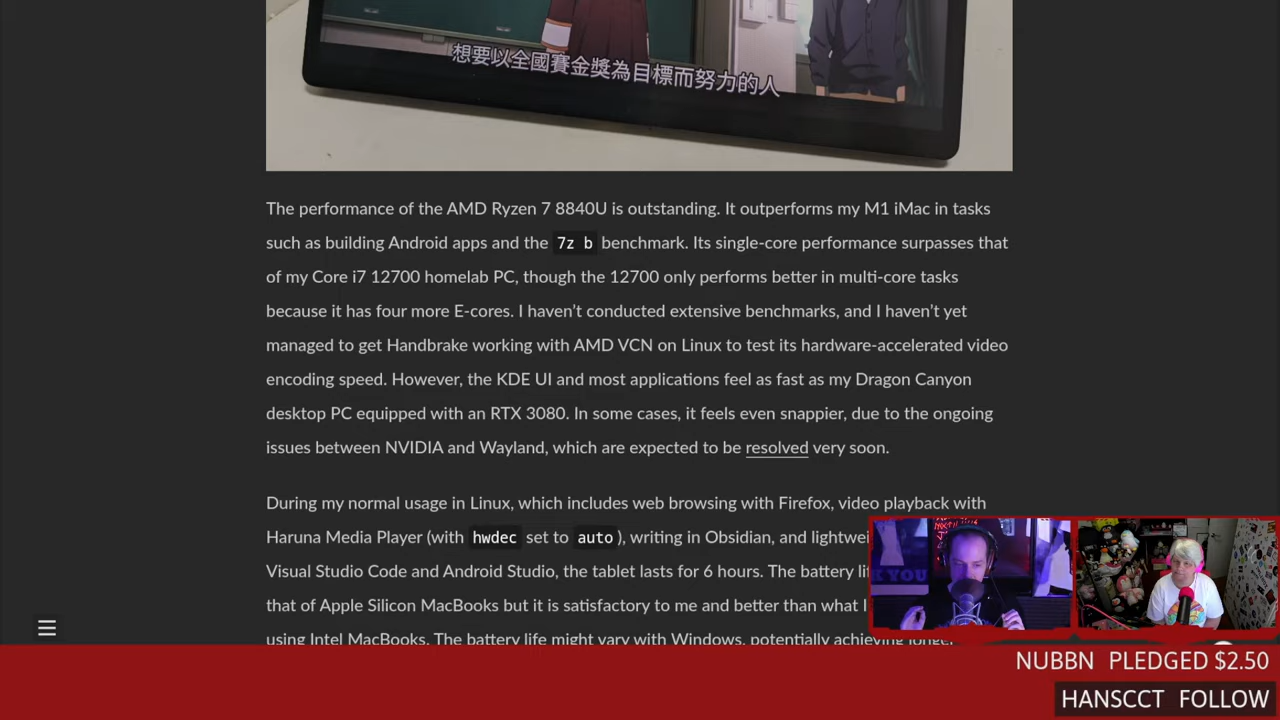 想要以全國賽金獎為目標而努力的人
The performance of the AMD Ryzen 7 8840U is outstanding. It outperforms my M1 iMac in tasks
such as building Android apps and the 7z b benchmark. Its single-core performance surpasses that
of my Core i7 12700 homelab PC, though the 12700 only performs better in multi-core tasks
because it has four more E-cores. I haven’t conducted extensive benchmarks, and I haven’t yet
managed to get Handbrake working with AMD VCN on Linux to test its hardware-accelerated video
encoding speed. However, the KDE UI and most applications feel as fast as my Dragon Canyon
desktop PC equipped with an RTX 3080. In some cases, it feels even snappier, due to the ongoing
issues between NVIDIA and Wayland, which are expected to be resolved very soon.
During my normal usage in Linux, which includes web browsing with Firefox, video playback with
Haruna Media Player (with hwdec set to auto), writing in Obsidian, and
Visual Studio Code and Android Studio, the tablet lasts for 6 hours. The battery
that of Apple Silicon MacBooks but it is satisfactory to me and better than what I
using Intel MacBooks. The battery life might vary with Windows, potentially achieving longer
NUBBN PLEDGED $2.50
HANSCCT FOLLOW